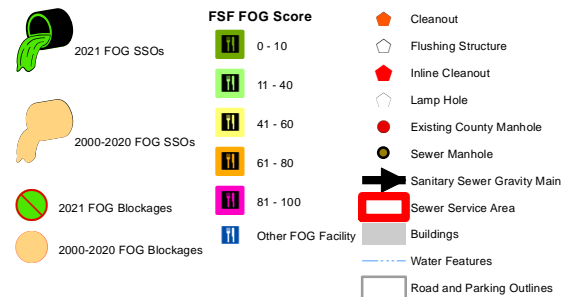 2021 FOG SSOs
2000-2020 FOG SSOs
2021 FOG Blockages
2000-2020 FOG Blockages
FSF FOG Score
0 - 10
11 - 40
41 - 60
61 - 80
81 - 100
Other FOG Facility
Cleanout
Flushing Structure
Inline Cleanout
Lamp Hole
Existing County Manhole
Sewer Manhole
Sanitary Sewer Gravity Main
Sewer Service Area
Buildings
Water Features
Road and Parking Outlines